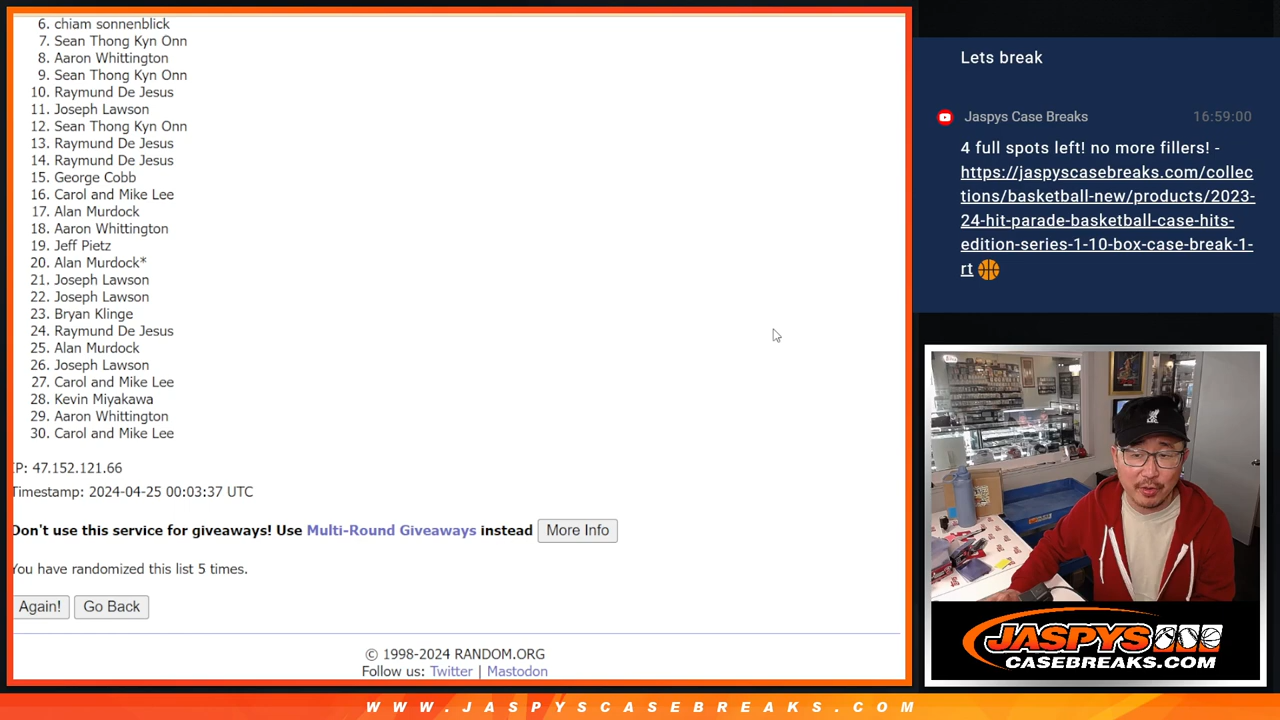 6. chiam sonnenblick
7. Sean Thong Kyn Onn
8. Aaron Whittington
9. Sean Thong Kyn Onn
10. Raymund De Jesus
11. Joseph Lawson
12. Sean Thong Kyn Onn
13. Raymund De Jesus
14. Raymund De Jesus
15. George Cobb
16. Carol and Mike Lee
17. Alan Murdock
18. Aaron Whittington
19. Jeff Pietz
20. Alan Murdock*
21. Joseph Lawson
22. Joseph Lawson
23. Bryan Klinge
24. Raymund De Jesus
25. Alan Murdock
26. Joseph Lawson
27. Carol and Mike Lee
28. Kevin Miyakawa
29. Aaron Whittington
30. Carol and Mike Lee
IP: 47.152.121.66
Timestamp: 2024-04-25 00:03:37 UTC
Don't use this service for giveaways! Use Multi-Round Giveaways instead More Info
You have randomized this list 5 times.
Again! Go Back
© 1998-2024 RANDOM.ORG
Follow us: Twitter | Mastodon
Lets break
Jaspys Case Breaks 16:59:00
4 full spots left! no more fillers! -
https://jaspyscasebreaks.com/collec
tions/basketball-new/products/2023-
24-hit-parade-basketball-case-hits-
edition-series-1-10-box-case-break-1-
rt
JASPYS
CASEBREAKS.COM
WWW.JASPYSCASEBREAKS.COM